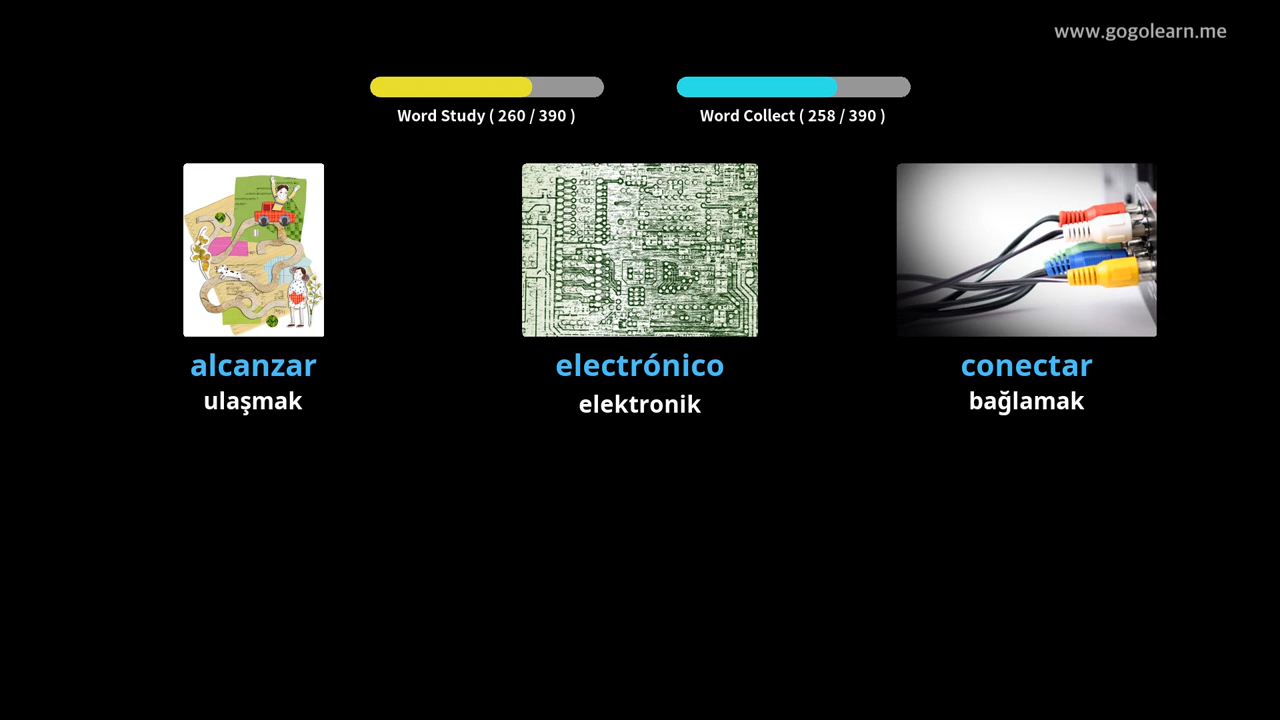 www.gogolearn.me
Word Study ( 260 / 390 )
Word Collect ( 258 / 390 )
alcanzar
ulaşmak
electrónico
elektronik
conectar
bağlamak